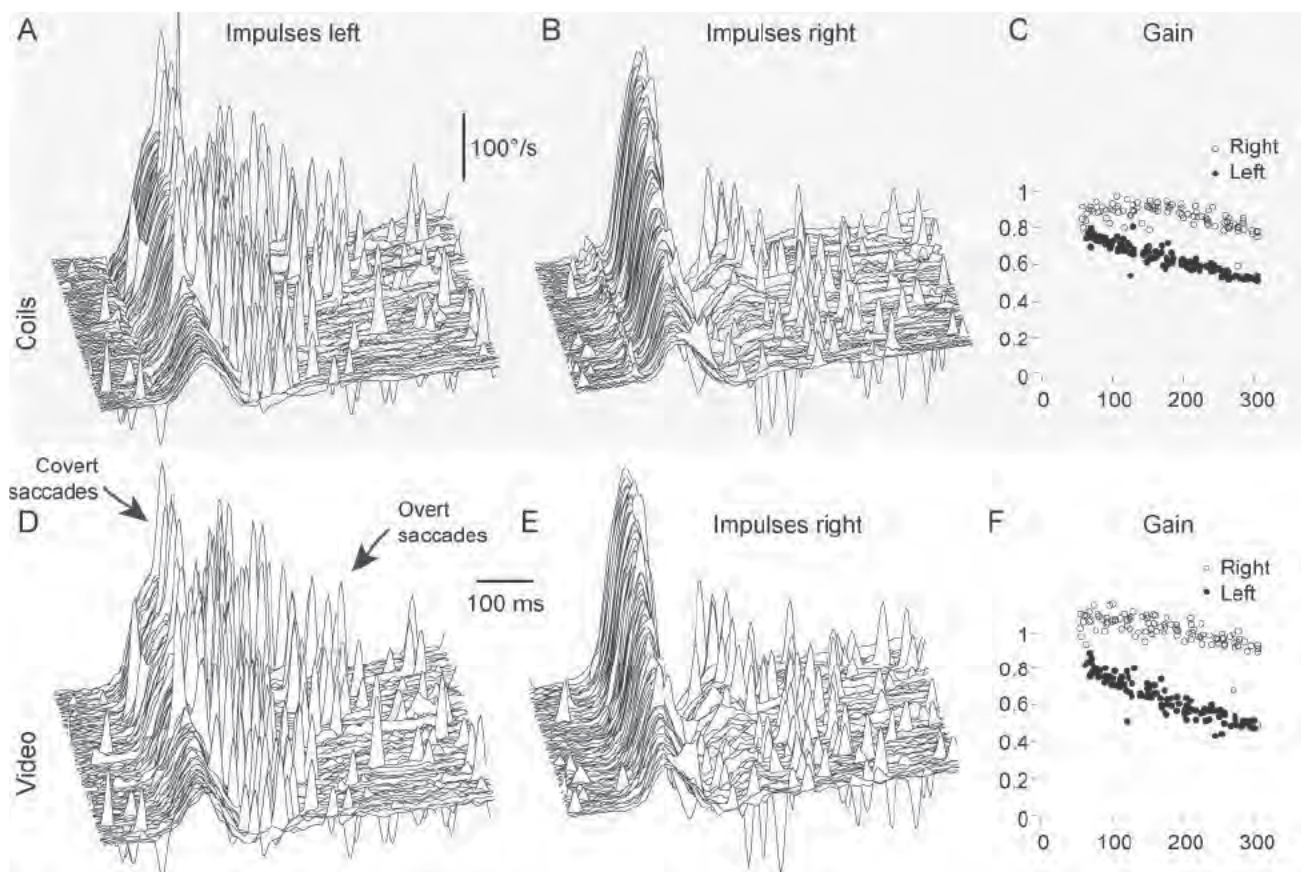 A
Impulses left
B
Impulses right
C
Gain
100°/s
Right
Left
1
0.8
0.6
0.4
0.2
0
0
100
200
300
Coils
Covert
saccades
D
Overt
saccades
100 ms
E
Impulses right
F
Gain
Right
Left
1
0.8
0.6
0.4
0.2
0
0
100
200
300
Video